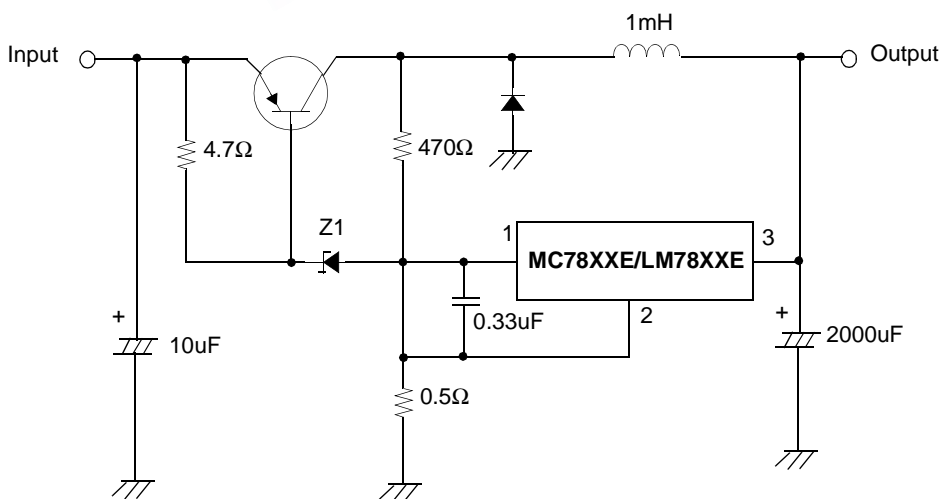 1mH
Input
Output
4.7Ω
470Ω
Z1
1
MC78XXE/LM78XXE
3
2
0.33uF
+
10uF
+
2000uF
0.5Ω